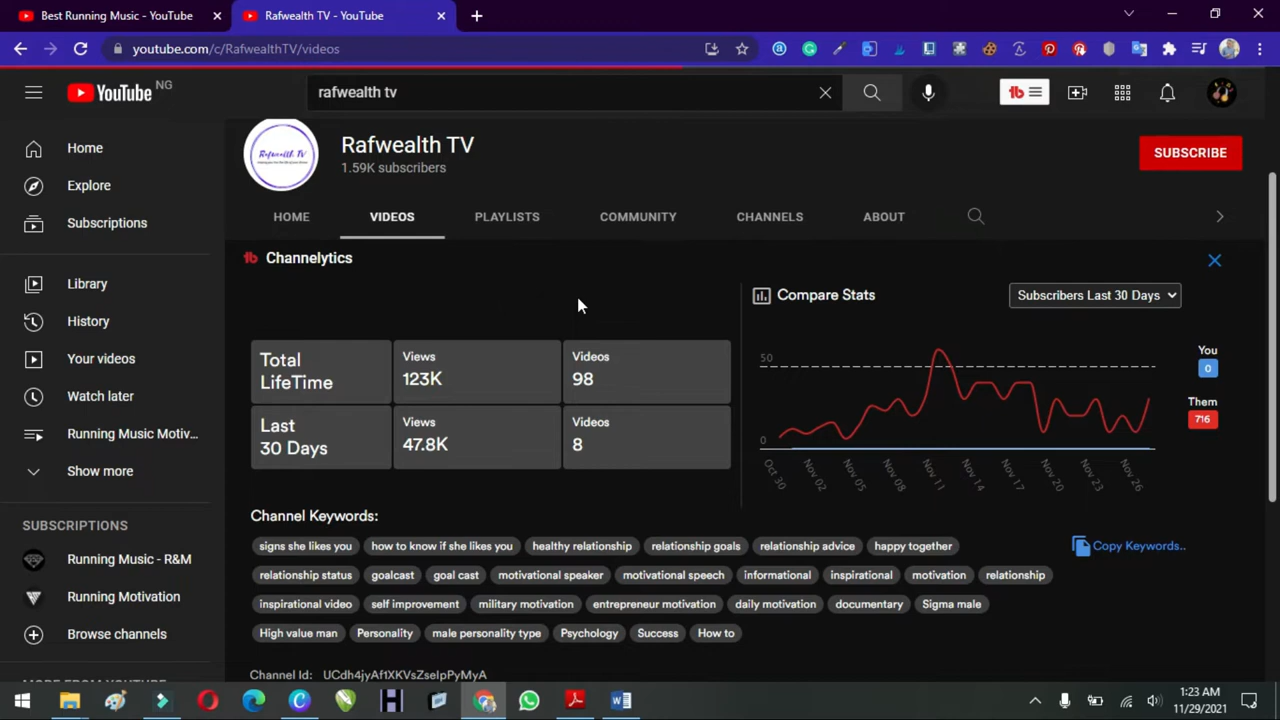 Best Running Music - YouTube
Rafwealth TV - YouTube
youtube.com/c/RafwealthTV/videos
YouTube NG
rafwealth tv
Home
Explore
Subscriptions
Library
History
Your videos
Watch later
Running Music Motiv...
Show more
SUBSCRIPTIONS
Running Music - R&M
Running Motivation
Browse channels
Rafwealth TV
Rafwealth TV
1.59K subscribers
SUBSCRIBE
HOME
VIDEOS
PLAYLISTS
COMMUNITY
CHANNELS
ABOUT
tb Channelytics
Total
LifeTime
Views
123K
Videos
98
Last
30 Days
Views
47.8K
Videos
8
Compare Stats
Subscribers Last 30 Days
50
0
Oct 30 Nov 02 Nov 05 Nov 08 Nov 11 Nov 14 Nov 17 Nov 20 Nov 23 Nov 26
You
0
Them
716
Channel Keywords:
Copy Keywords..
signs she likes you how to know if she likes you healthy relationship relationship goals relationship advice happy together
relationship status goalcast goal cast motivational speaker motivational speech informational inspirational motivation relationship
inspirational video self improvement military motivation entrepreneur motivation daily motivation documentary Sigma male
High value man Personality male personality type Psychology Success How to
Channel Id: UCdh4jyAf1XKVsZseIpPyMyA
1:23 AM
11/29/2021